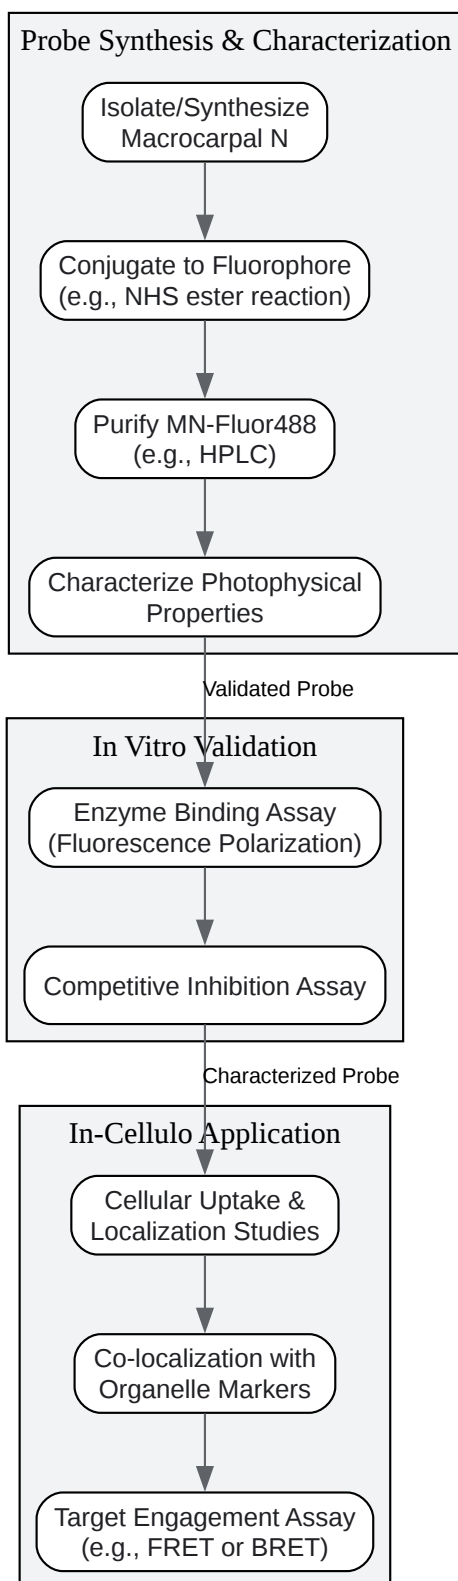 Probe Synthesis & Characterization
Isolate/Synthesize
Macrocarpal N
Conjugate to Fluorophore
(e.g., NHS ester reaction)
Purify MN-Fluor488
(e.g., HPLC)
Characterize Photophysical
Properties
Validated Probe
In Vitro Validation
Enzyme Binding Assay
(Fluorescence Polarization)
Competitive Inhibition Assay
Characterized Probe
In-Cellulo Application
Cellular Uptake &
Localization Studies
Co-localization with
Organelle Markers
Target Engagement Assay
(e.g., FRET or BRET)